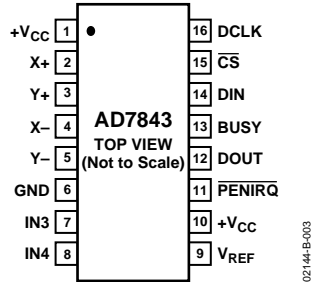 +VCC 1 16 DCLK
X+ 2 15 CS
Y+ 3 14 DIN
X– 4 AD7843 13 BUSY
TOP VIEW
Y– 5 (Not to Scale) 12 DOUT
GND 6 11 PENIRQ
IN3 7 10 +VCC
IN4 8 9 VREF
02144-B-003